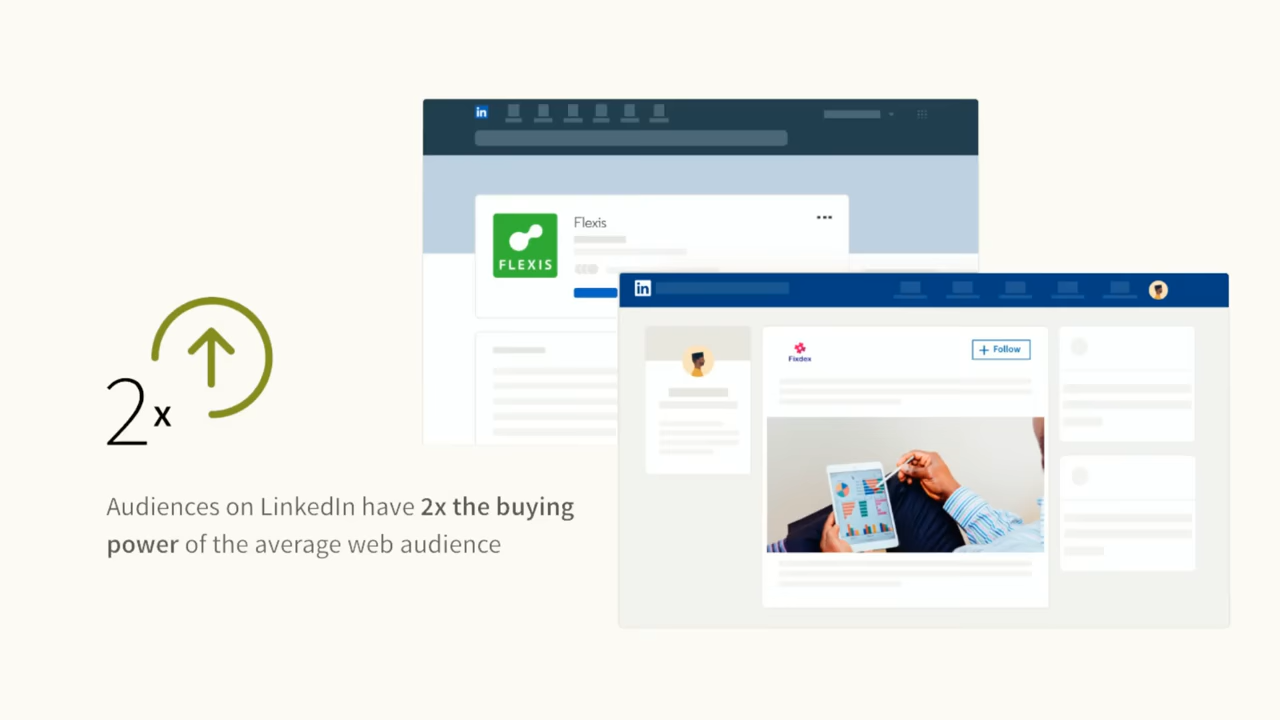 in
Flexis
FLEXIS
in
Fixdex
+ Follow
2x
Audiences on LinkedIn have 2x the buying
power of the average web audience